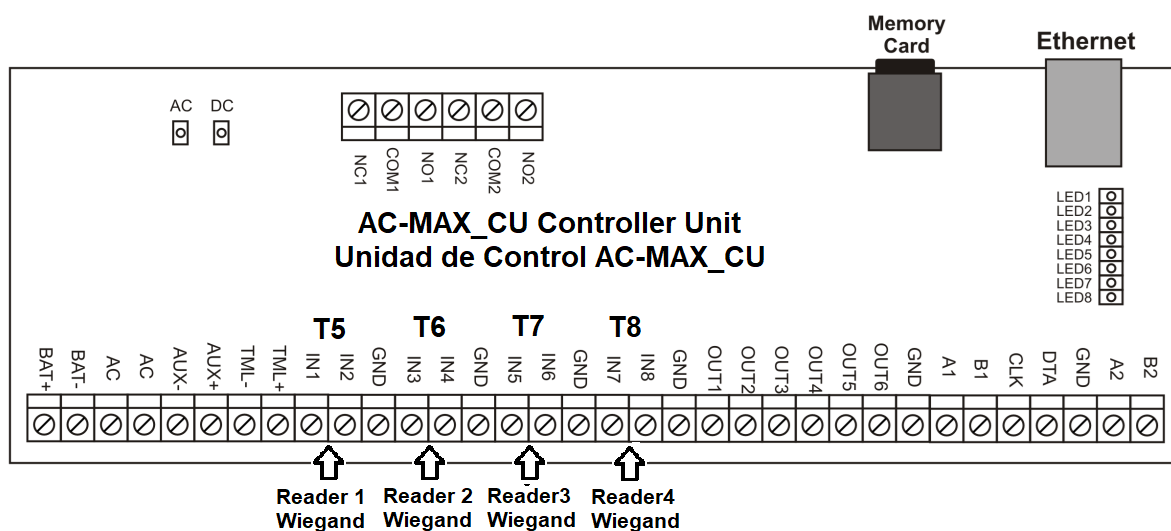 Memory
Card
Ethernet
AC DC
NC1 COM1 NO1 NC2 COM2 NO2
LED1
LED2
LED3
LED4
LED5
LED6
LED7
LED8
AC-MAX_CU Controller Unit
Unidad de Control AC-MAX_CU
T5 T6 T7 T8
BAT+ BAT- AC AC AUX- AUX+ TML- TML+ IN1 IN2 GND IN3 IN4 GND IN5 IN6 GND IN7 IN8 GND OUT1 OUT2 OUT3 OUT4 OUT5 OUT6 GND A1 B1 CLK DTA GND A2 B2
Reader 1 Reader 2 Reader3 Reader4
Wiegand Wiegand Wiegand Wiegand